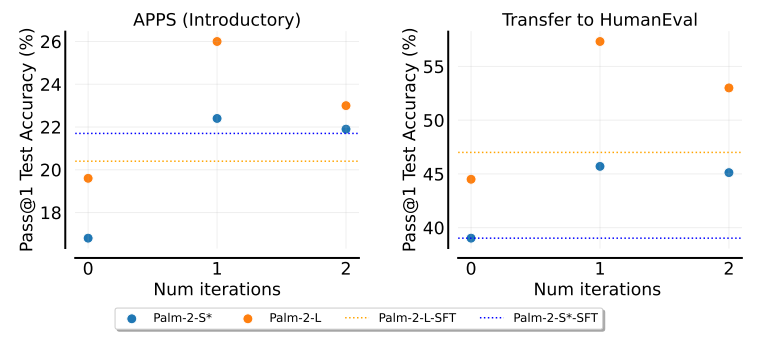 APPS (Introductory)
Pass@1 Test Accuracy (%)
26
24
22
20
18
0 1 2
Num iterations
Transfer to HumanEval
Pass@1 Test Accuracy (%)
55
50
45
40
0 1 2
Num iterations
Palm-2-S* Palm-2-L Palm-2-L-SFT Palm-2-S*-SFT